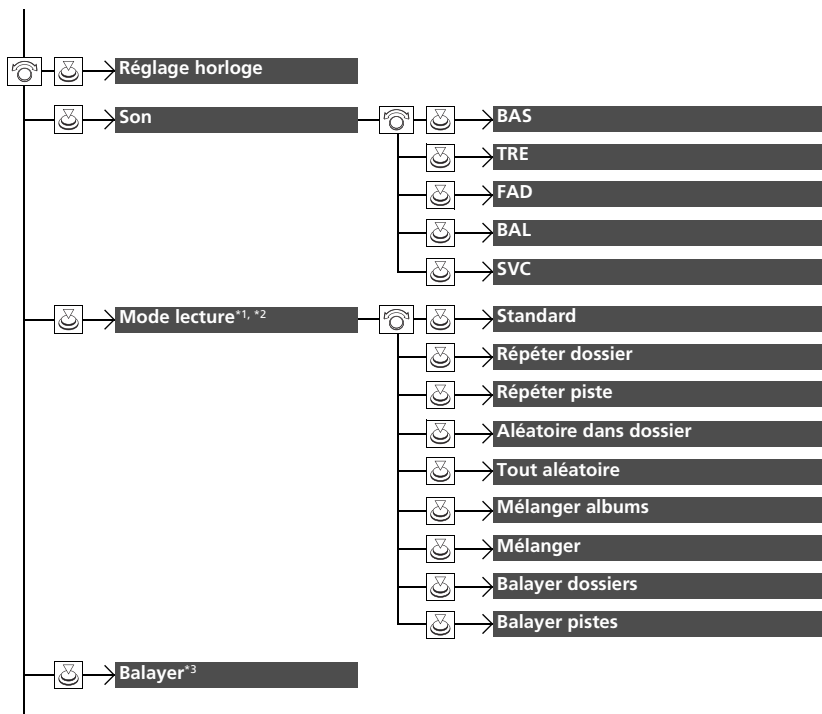 Réglage horloge
Son
BAS
TRE
FAD
BAL
SVC
Mode lecture*1, *2
Standard
Répéter dossier
Répéter piste
Aléatoire dans dossier
Tout aléatoire
Mélanger albums
Mélanger
Balayer dossiers
Balayer pistes
Balayer*3